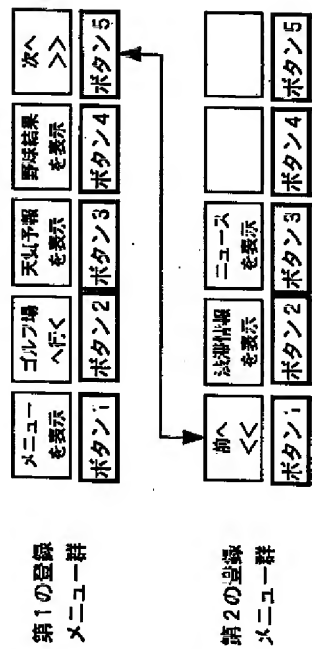 第1の登録
メニュー群
メニュー
を表示
ゴルフ場
へ行く
天気予報
を表示
野球結果
を表示
次へ
>>
ボタン1
ボタン2
ボタン3
ボタン4
ボタン5
第2の登録
メニュー群
前へ
<<
渋滞情報
を表示
ニュース
を表示
ボタン1
ボタン2
ボタン3
ボタン4
ボタン5